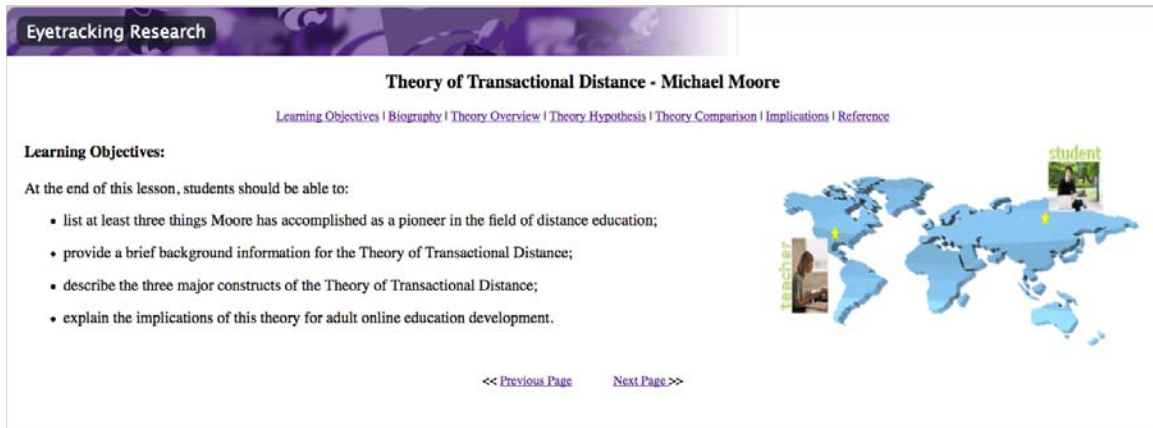 Eyetracking Research
Theory of Transactional Distance - Michael Moore
Learning Objectives | Biography | Theory Overview | Theory Hypothesis | Theory Comparison | Implications | Reference
Learning Objectives:
At the end of this lesson, students should be able to:
• list at least three things Moore has accomplished as a pioneer in the field of distance education;
• provide a brief background information for the Theory of Transactional Distance;
• describe the three major constructs of the Theory of Transactional Distance;
• explain the implications of this theory for adult online education development.
student
teacher
<< Previous Page Next Page >>